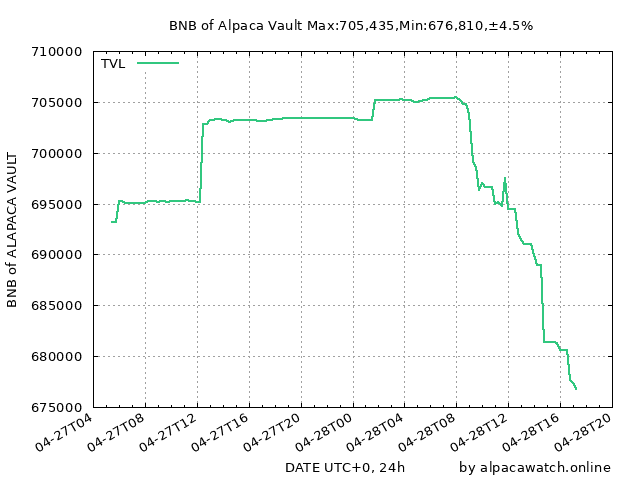 BNB of Alpaca Vault Max:705,435,Min:676,810,±4.5%
TVL
710000
705000
700000
695000
690000
685000
680000
675000
BNB of ALAPACA VAULT
04-27T04
04-27T08
04-27T12
04-27T16
04-27T20
04-28T00
04-28T04
04-28T08
04-28T12
04-28T16
04-28T20
DATE UTC+0, 24h
by alpacawatch.online